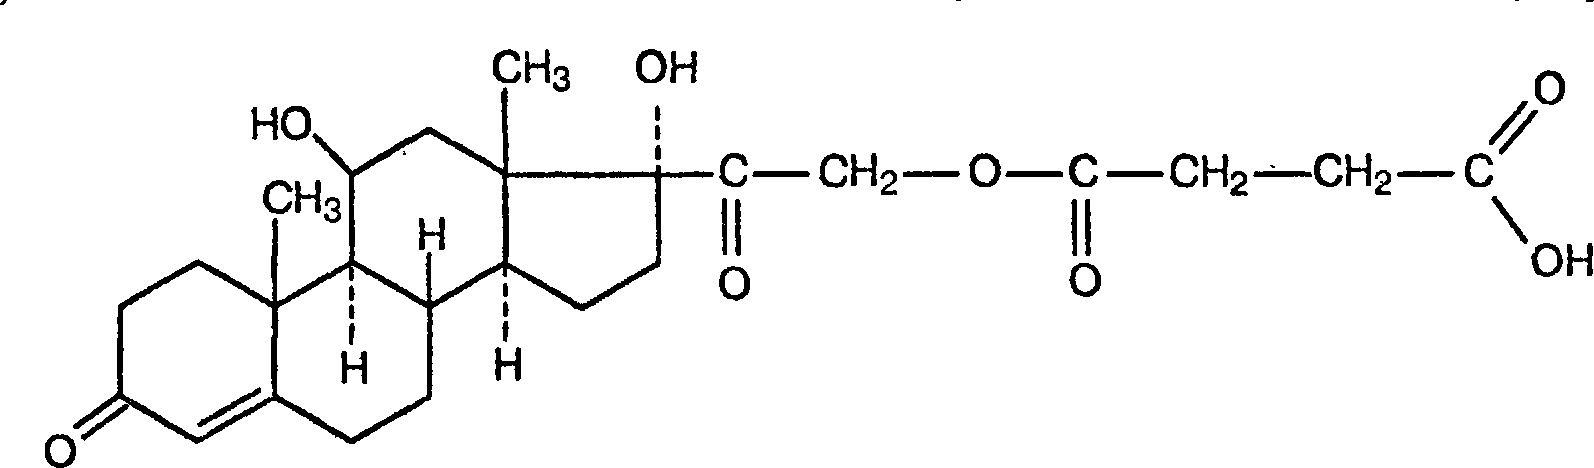 CH3 OH
HO
O
C CH2 O C CH2 CH2 C
CH3
H
O O OH
H H
O